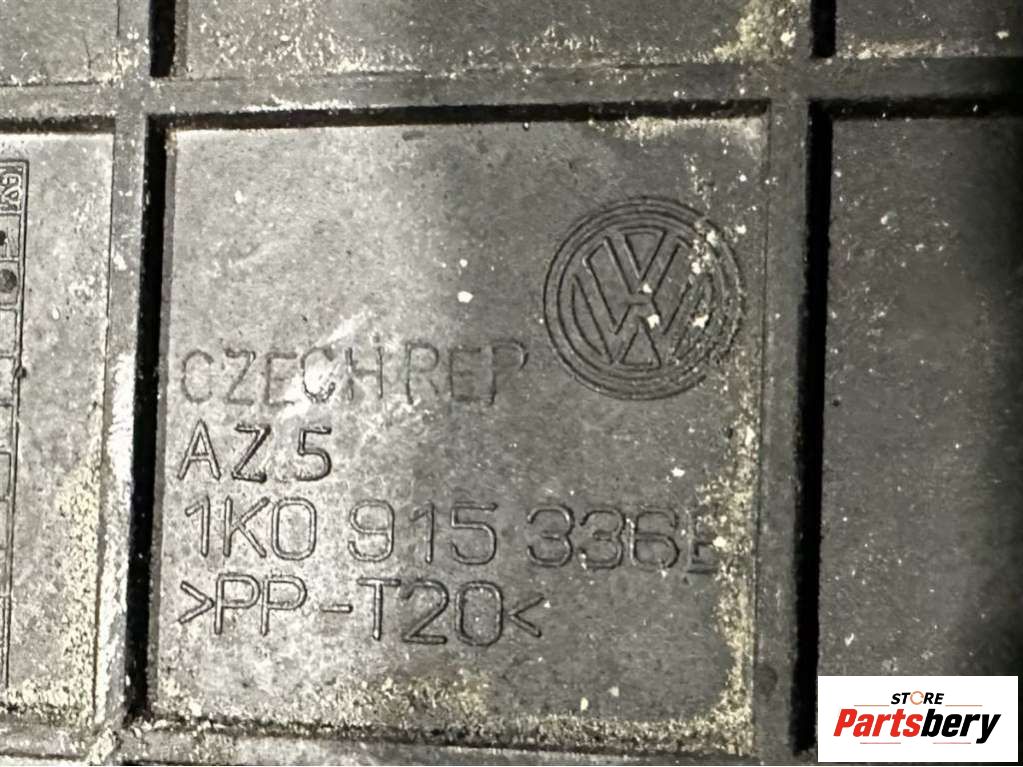 CZECH REP
AZ 5
1K0 915 336
>PP-T20<
STORE
Partsbery